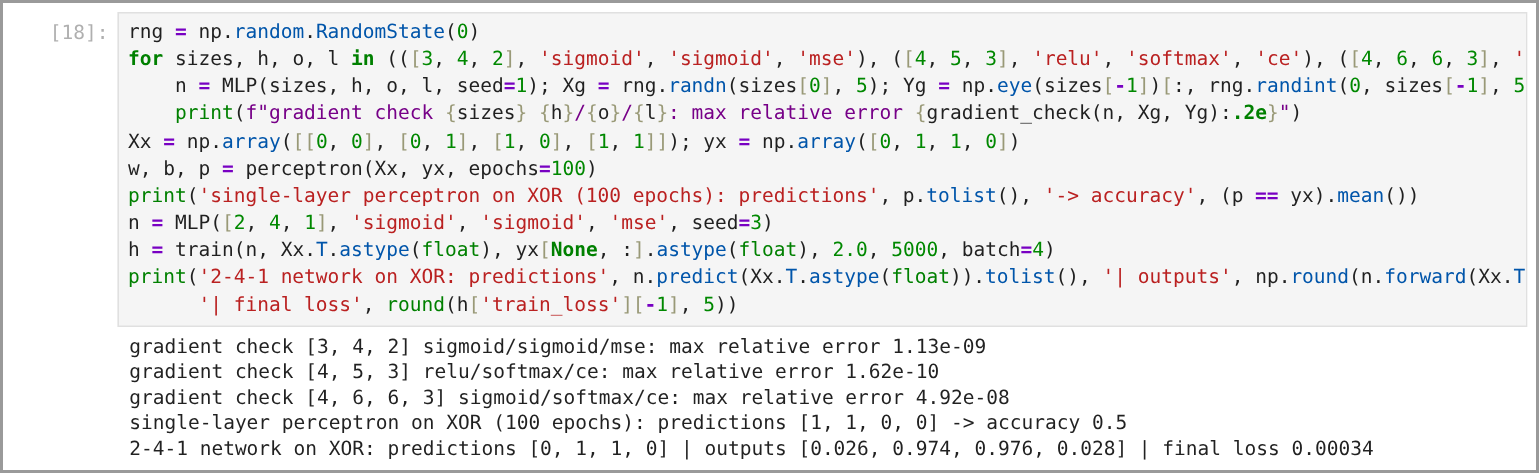 [18]: rng = np.random.RandomState(0)
for sizes, h, o, l in (([3, 4, 2], 'sigmoid', 'sigmoid', 'mse'), ([4, 5, 3], 'relu', 'softmax', 'ce'), ([4, 6, 6, 3], '
    n = MLP(sizes, h, o, l, seed=1); Xg = rng.randn(sizes[0], 5); Yg = np.eye(sizes[-1])[:, rng.randint(0, sizes[-1], 5
    print(f"gradient check {sizes} {h}/{o}/{l}: max relative error {gradient_check(n, Xg, Yg):.2e}")
Xx = np.array([[0, 0], [0, 1], [1, 0], [1, 1]]); yx = np.array([0, 1, 1, 0])
w, b, p = perceptron(Xx, yx, epochs=100)
print('single-layer perceptron on XOR (100 epochs): predictions', p.tolist(), '-> accuracy', (p == yx).mean())
n = MLP([2, 4, 1], 'sigmoid', 'sigmoid', 'mse', seed=3)
h = train(n, Xx.T.astype(float), yx[None, :].astype(float), 2.0, 5000, batch=4)
print('2-4-1 network on XOR: predictions', n.predict(Xx.T.astype(float)).tolist(), '| outputs', np.round(n.forward(Xx.T
      '| final loss', round(h['train_loss'][-1], 5))
gradient check [3, 4, 2] sigmoid/sigmoid/mse: max relative error 1.13e-09
gradient check [4, 5, 3] relu/softmax/ce: max relative error 1.62e-10
gradient check [4, 6, 6, 3] sigmoid/softmax/ce: max relative error 4.92e-08
single-layer perceptron on XOR (100 epochs): predictions [1, 1, 0, 0] -> accuracy 0.5
2-4-1 network on XOR: predictions [0, 1, 1, 0] | outputs [0.026, 0.974, 0.976, 0.028] | final loss 0.00034